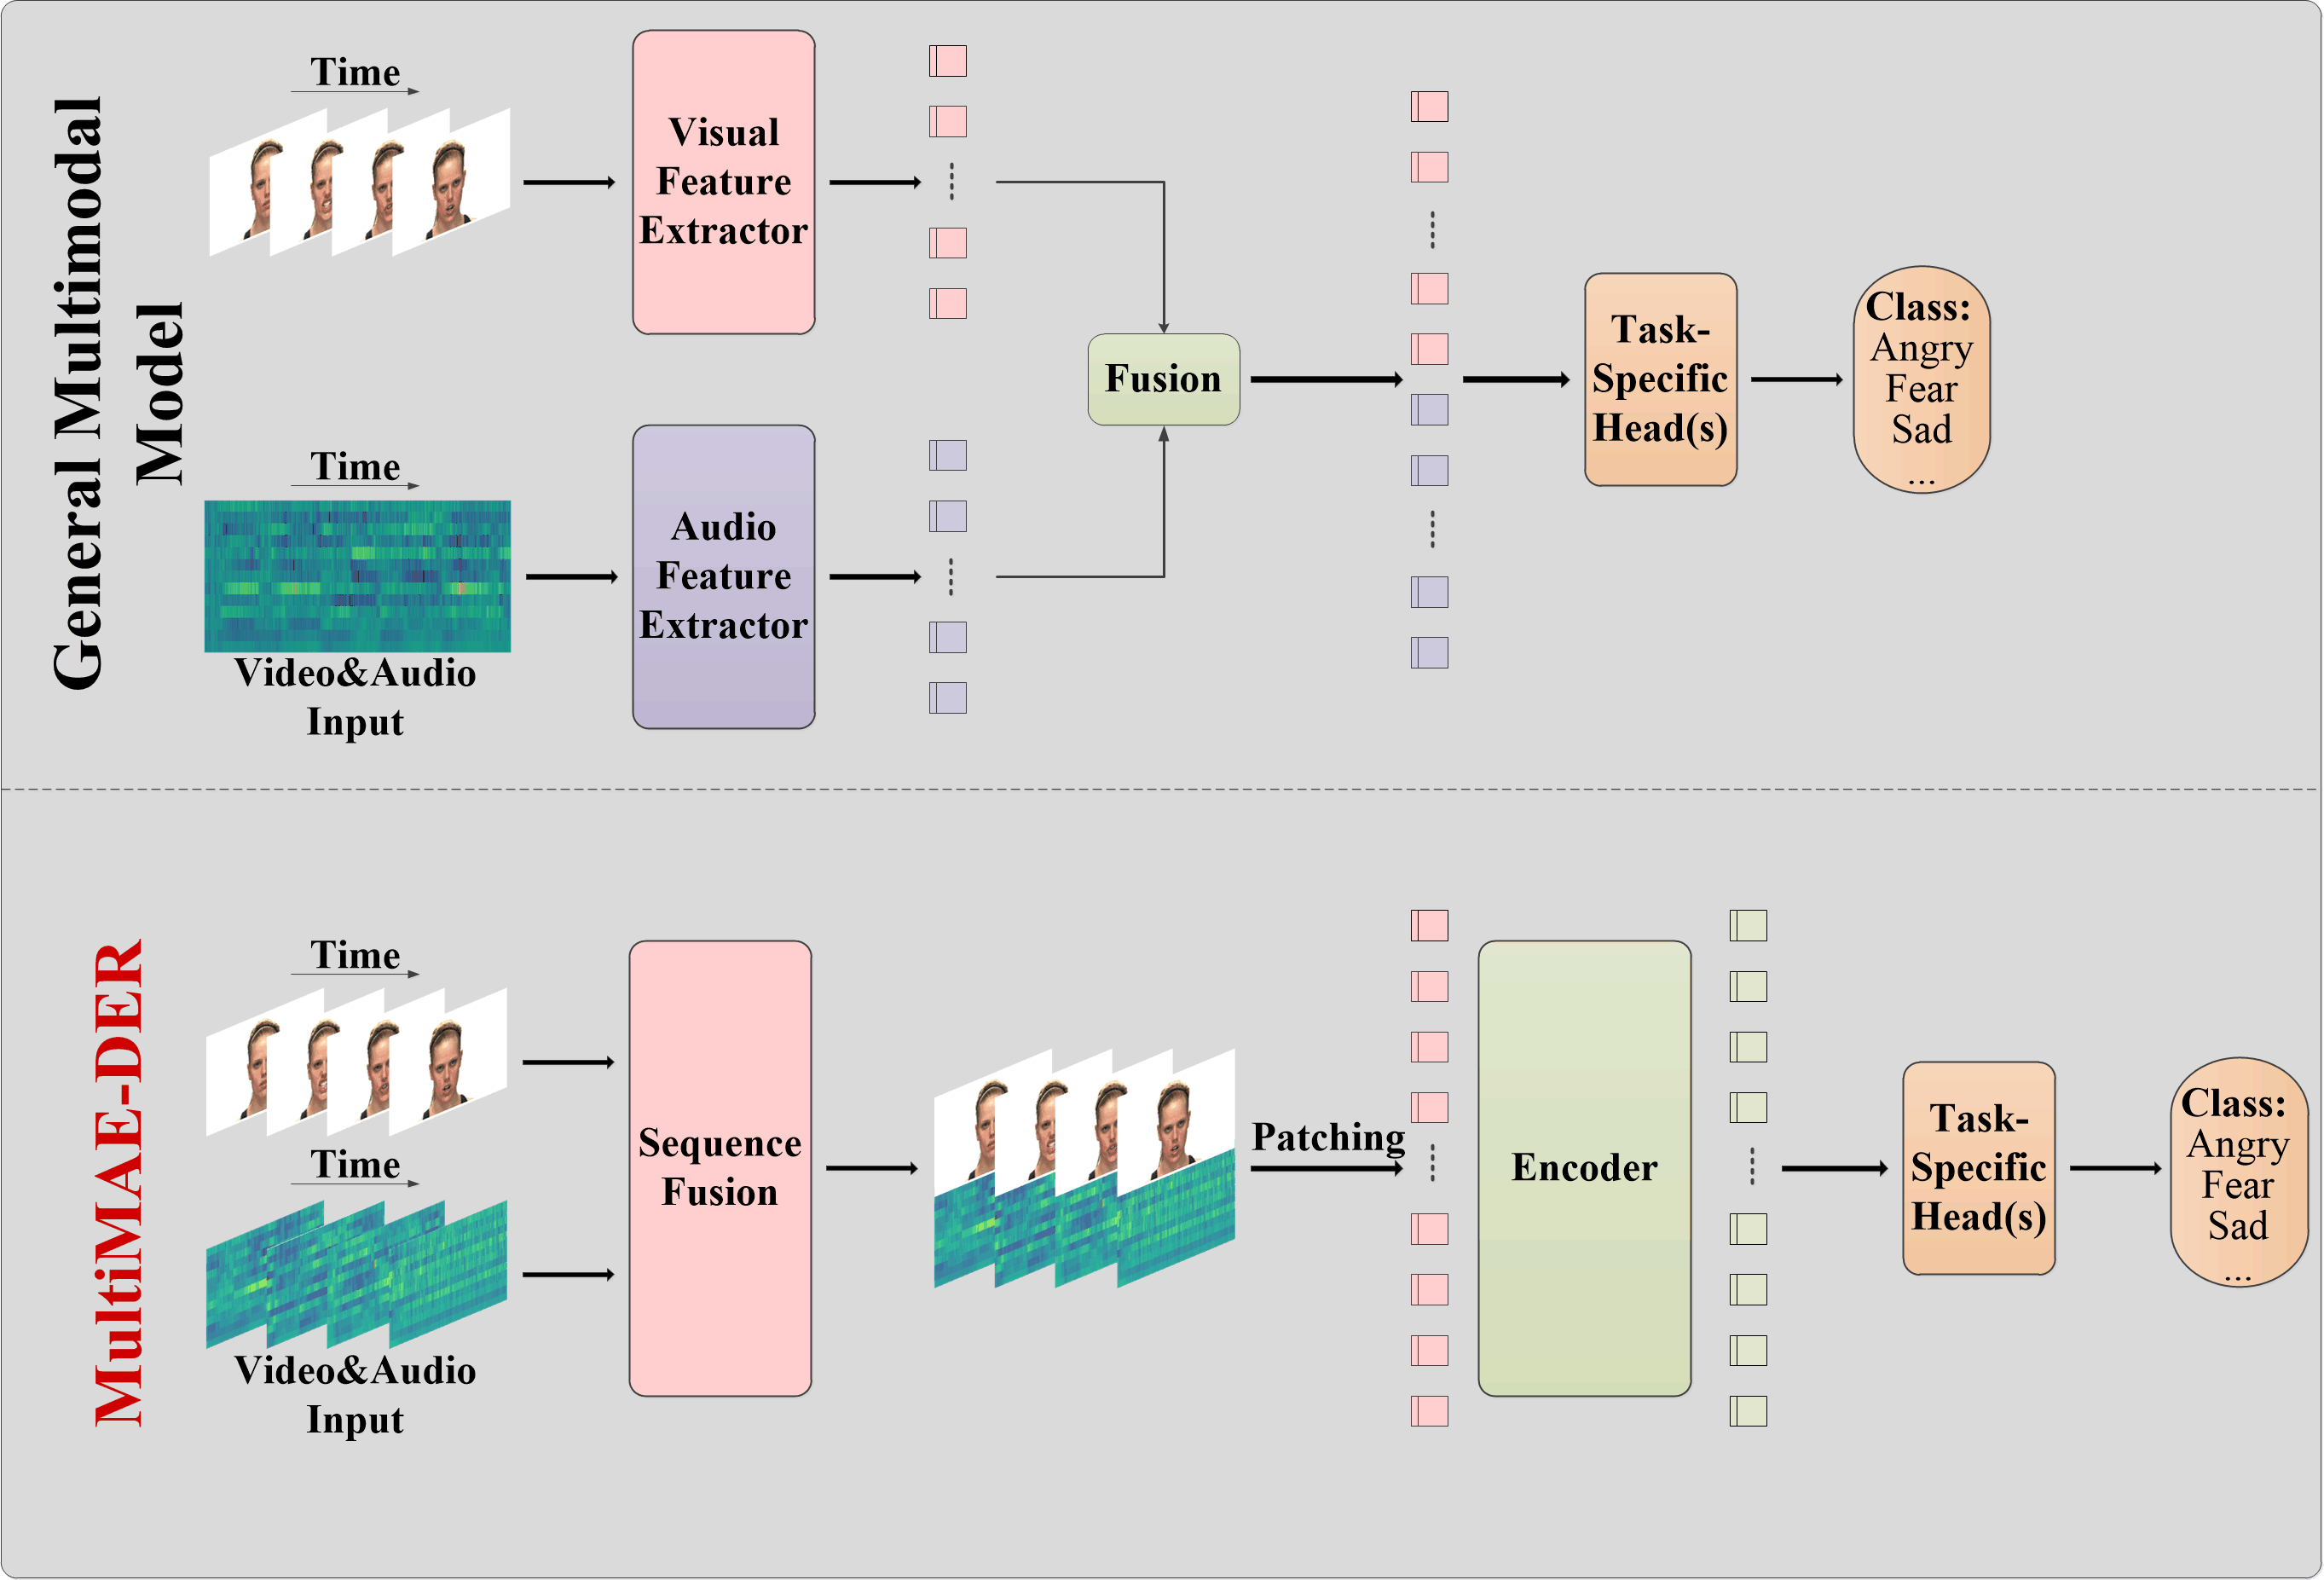 General Multimodal
Model
Time
Visual
Feature
Extractor
Time
Audio
Feature
Extractor
Video&Audio
Input
Fusion
Task-
Specific
Head(s)
Class:
Angry
Fear
Sad
...
MultiMAE-DER
Time
Time
Video&Audio
Input
Sequence
Fusion
Patching
Encoder
Task-
Specific
Head(s)
Class:
Angry
Fear
Sad
...